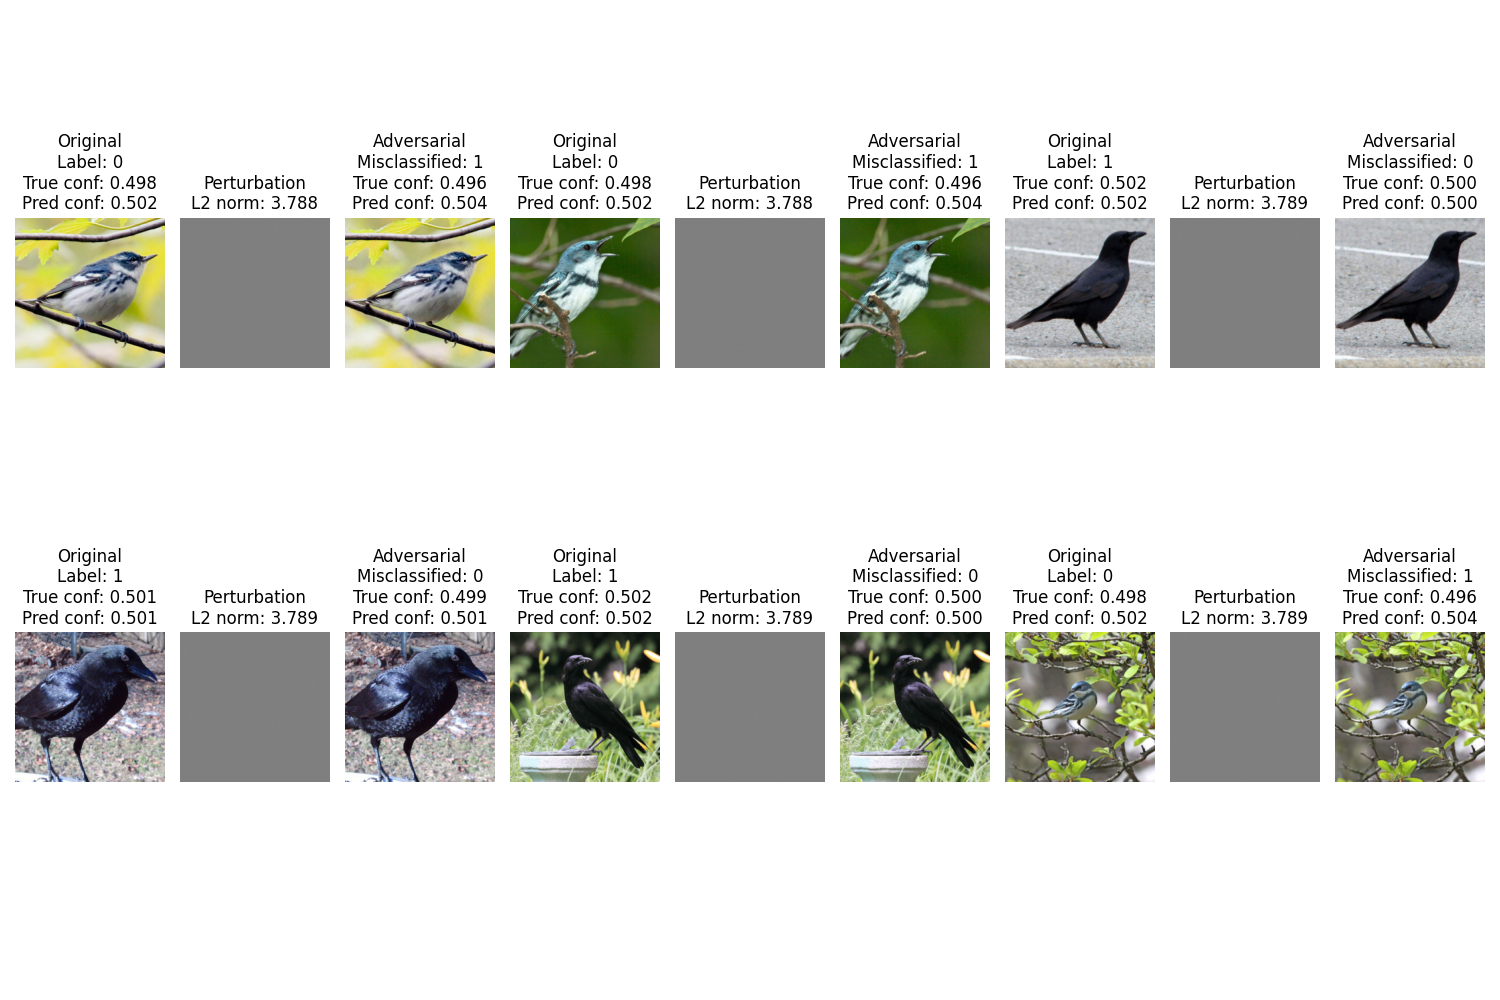 Original
Label: 0
True conf: 0.498
Pred conf: 0.502
Perturbation
L2 norm: 3.788
Adversarial
Misclassified: 1
True conf: 0.496
Pred conf: 0.504
Original
Label: 0
True conf: 0.498
Pred conf: 0.502
Perturbation
L2 norm: 3.788
Adversarial
Misclassified: 1
True conf: 0.496
Pred conf: 0.504
Original
Label: 1
True conf: 0.502
Pred conf: 0.502
Perturbation
L2 norm: 3.789
Adversarial
Misclassified: 0
True conf: 0.500
Pred conf: 0.500
Original
Label: 1
True conf: 0.501
Pred conf: 0.501
Perturbation
L2 norm: 3.789
Adversarial
Misclassified: 0
True conf: 0.499
Pred conf: 0.501
Original
Label: 1
True conf: 0.502
Pred conf: 0.502
Perturbation
L2 norm: 3.789
Adversarial
Misclassified: 0
True conf: 0.500
Pred conf: 0.500
Original
Label: 0
True conf: 0.498
Pred conf: 0.502
Perturbation
L2 norm: 3.789
Adversarial
Misclassified: 1
True conf: 0.496
Pred conf: 0.504